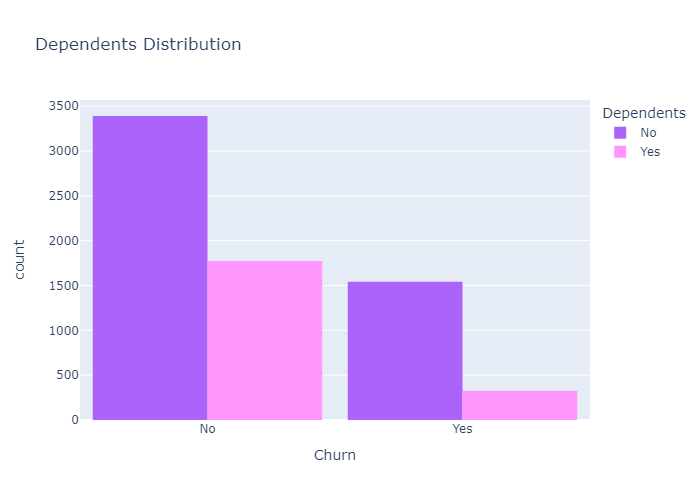 Dependents Distribution
3500
3000
2500
2000
1500
1000
500
0
count
No
Yes
Churn
Dependents
No
Yes